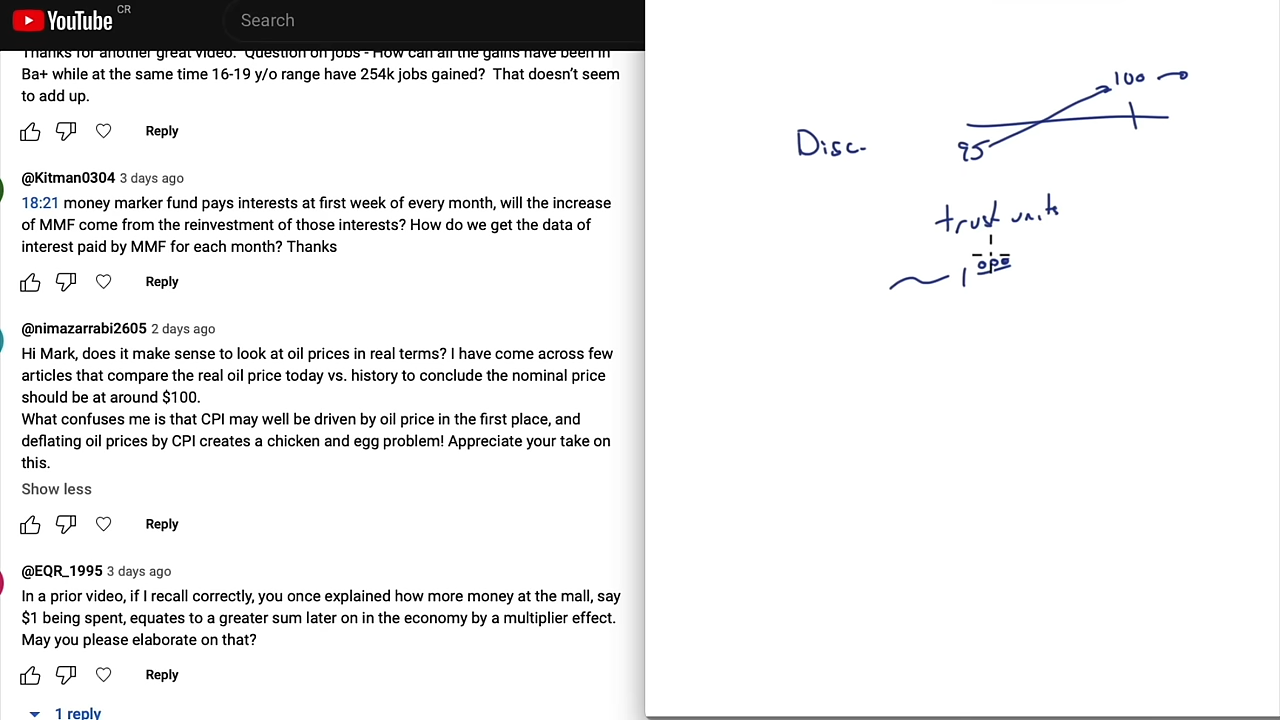 YouTube CR
Search
Thanks for another great video. Question on jobs - How can all the gains have been in
Ba+ while at the same time 16-19 y/o range have 254k jobs gained? That doesn't seem
to add up.
Reply
@Kitman0304 3 days ago
18:21 money marker fund pays interests at first week of every month, will the increase
of MMF come from the reinvestment of those interests? How do we get the data of
interest paid by MMF for each month? Thanks
Reply
@nimazarrabi2605 2 days ago
Hi Mark, does it make sense to look at oil prices in real terms? I have come across few
articles that compare the real oil price today vs. history to conclude the nominal price
should be at around $100.
What confuses me is that CPI may well be driven by oil price in the first place, and
deflating oil prices by CPI creates a chicken and egg problem! Appreciate your take on
this.
Show less
Reply
@EQR_1995 3 days ago
In a prior video, if I recall correctly, you once explained how more money at the mall, say
$1 being spent, equates to a greater sum later on in the economy by a multiplier effect.
May you please elaborate on that?
Reply
1 reply
100
Disc.
95
trust units